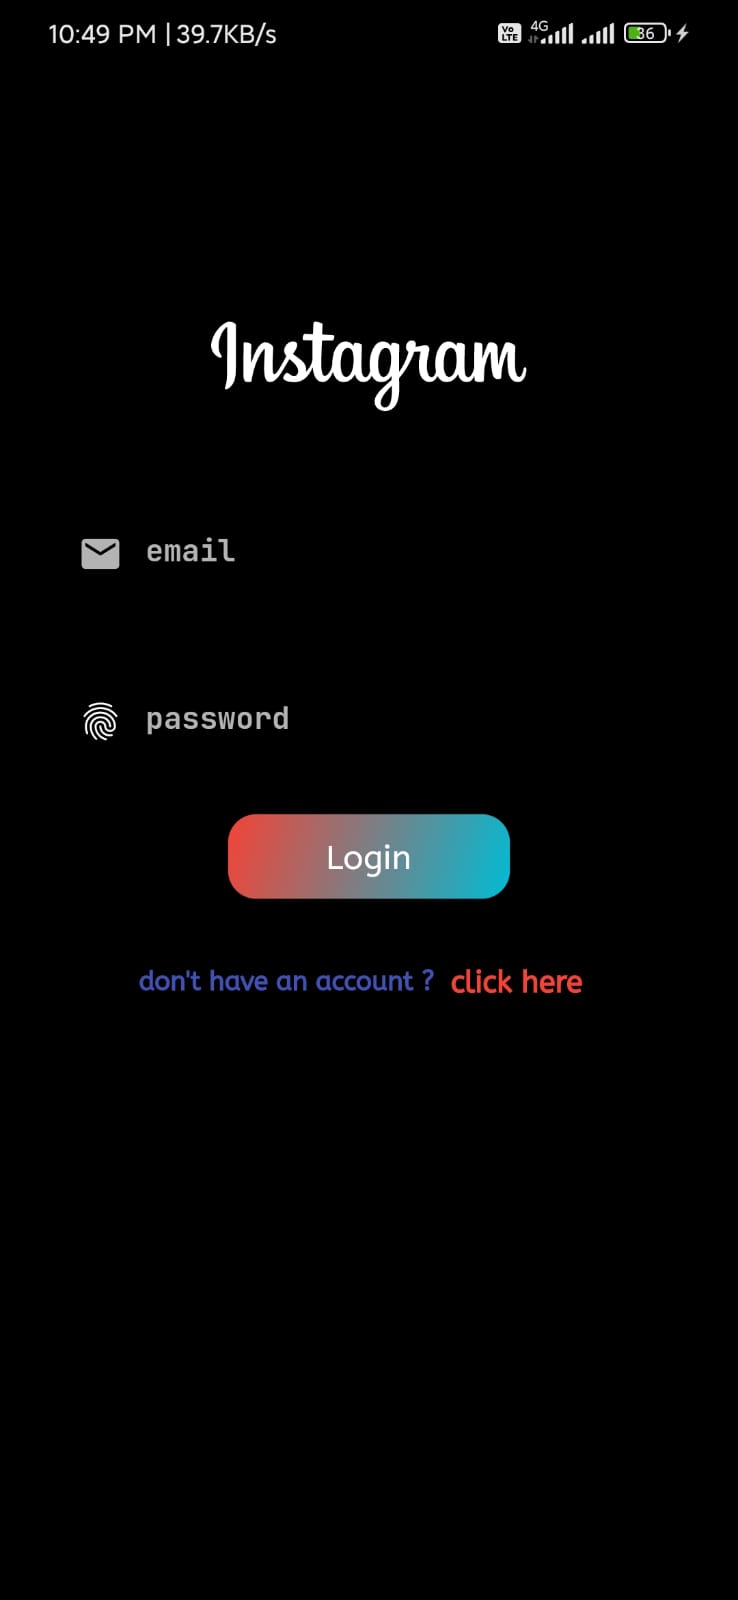 10:49 PM | 39.7KB/s Vo LTE 4G 36
Instagram
email
password
Login
don't have an account ? click here